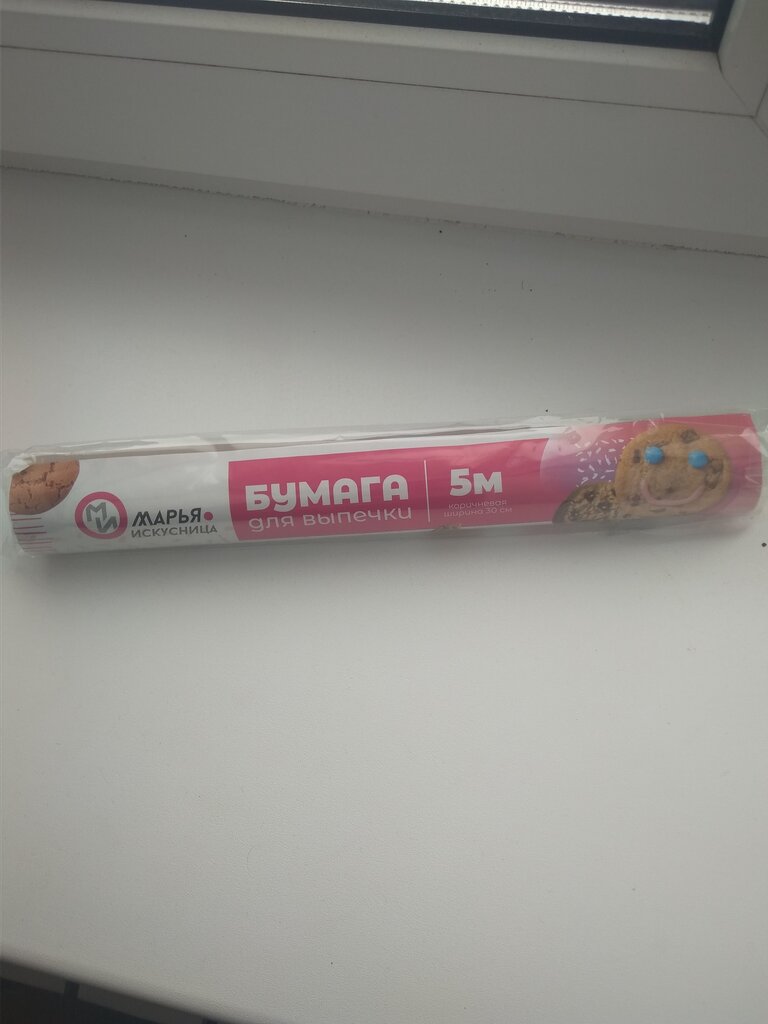 МИ
МАРЬЯ
ИСКУСНИЦА
БУМАГА
для выпечки
5м
коричневая
ширина 30 см